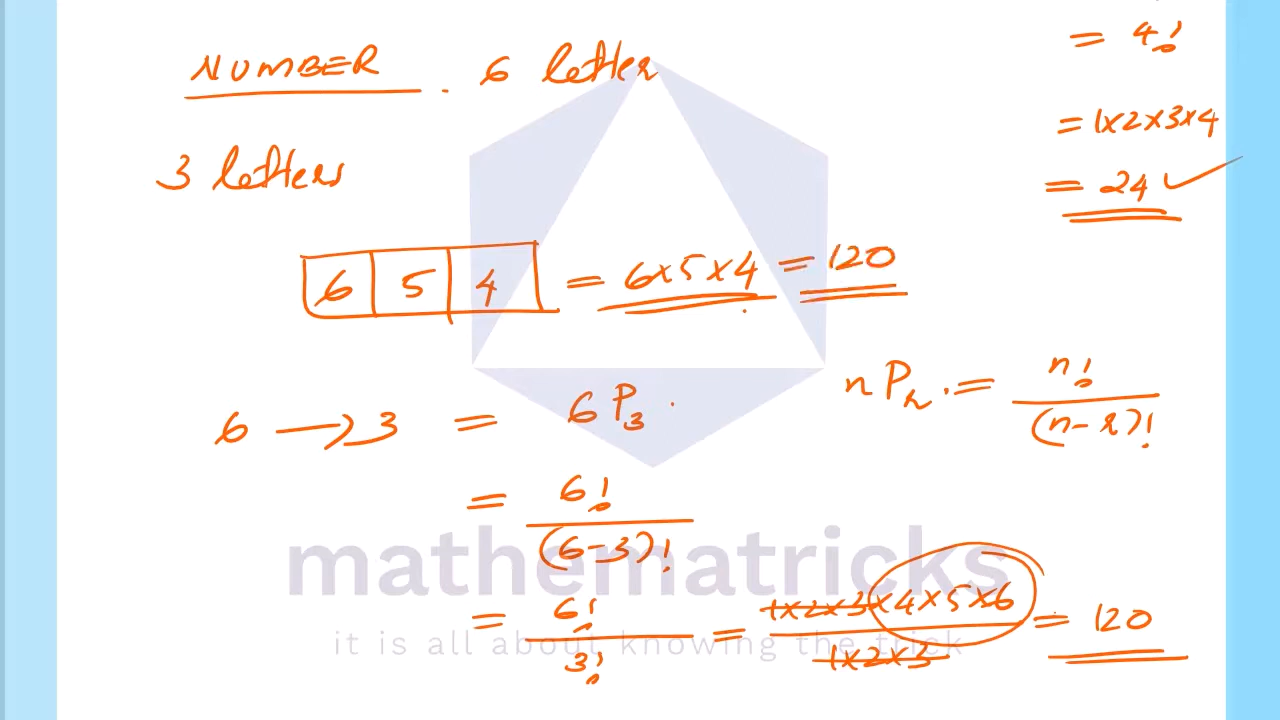 = 4!
NUMBER . 6 letter
= 1x2x3x4
3 letters
= 24 ✓
6 5 4 = 6x5x4 = 120
nPr . = n!/(n-r)!
6 → 3 = 6P3 .
= 6!/(6-3)!
mathematricks
= 6!/3! = 1x2x3x4x5x6/1x2x3 = 120
it is all about knowing the trick